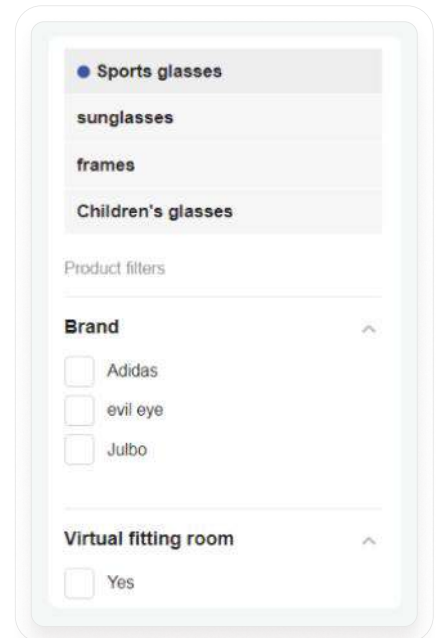 Sports glasses
sunglasses
frames
Children's glasses
Product filters
Brand
Adidas
evil eye
Julbo
Virtual fitting room
Yes